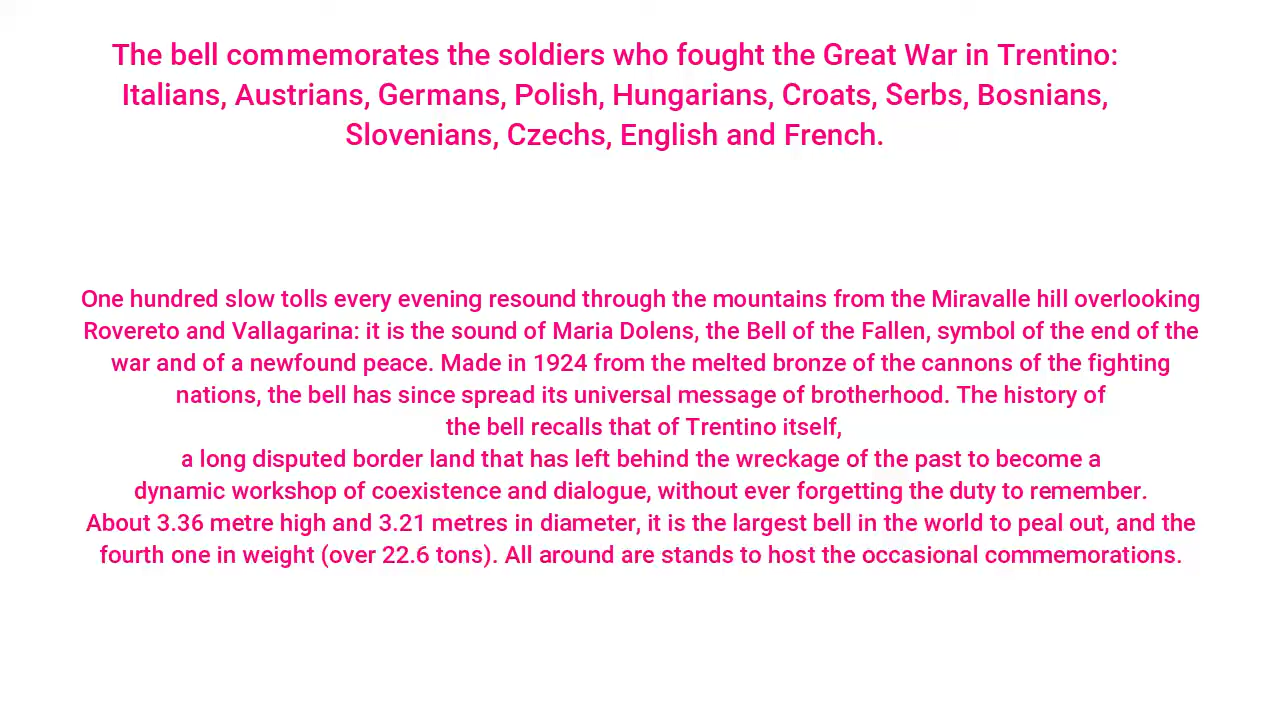 The bell commemorates the soldiers who fought the Great War in Trentino:
Italians, Austrians, Germans, Polish, Hungarians, Croats, Serbs, Bosnians,
Slovenians, Czechs, English and French.
One hundred slow tolls every evening resound through the mountains from the Miravalle hill overlooking
Rovereto and Vallagarina: it is the sound of Maria Dolens, the Bell of the Fallen, symbol of the end of the
war and of a newfound peace. Made in 1924 from the melted bronze of the cannons of the fighting
nations, the bell has since spread its universal message of brotherhood. The history of
the bell recalls that of Trentino itself,
a long disputed border land that has left behind the wreckage of the past to become a
dynamic workshop of coexistence and dialogue, without ever forgetting the duty to remember.
About 3.36 metre high and 3.21 metres in diameter, it is the largest bell in the world to peal out, and the
fourth one in weight (over 22.6 tons). All around are stands to host the occasional commemorations.